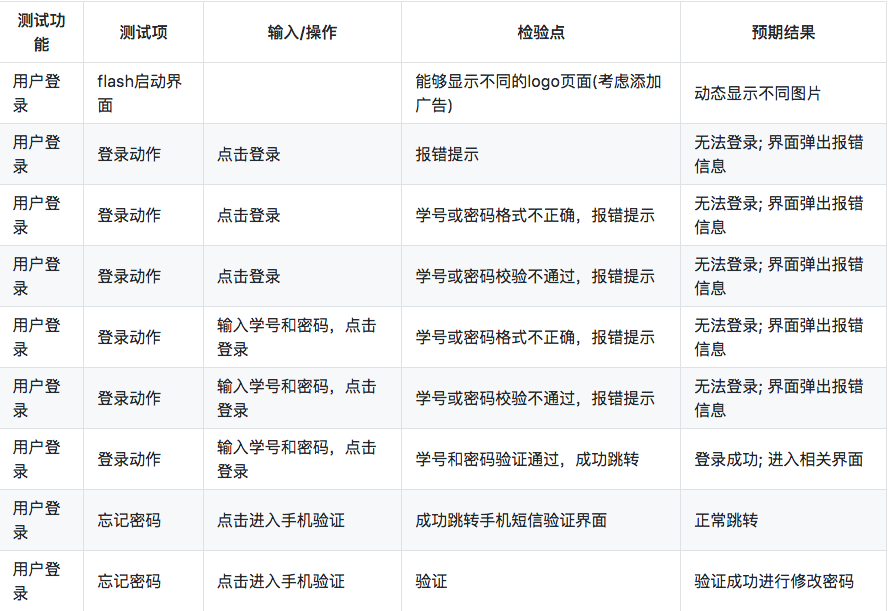 测试功能 测试项 输入/操作 检验点 预期结果
用户登录 flash启动界面 能够显示不同的logo页面(考虑添加广告) 动态显示不同图片
用户登录 登录动作 点击登录 报错提示 无法登录; 界面弹出报错信息
用户登录 登录动作 点击登录 学号或密码格式不正确，报错提示 无法登录; 界面弹出报错信息
用户登录 登录动作 点击登录 学号或密码校验不通过，报错提示 无法登录; 界面弹出报错信息
用户登录 登录动作 输入学号和密码，点击登录 学号或密码格式不正确，报错提示 无法登录; 界面弹出报错信息
用户登录 登录动作 输入学号和密码，点击登录 学号或密码校验不通过，报错提示 无法登录; 界面弹出报错信息
用户登录 登录动作 输入学号和密码，点击登录 学号和密码验证通过，成功跳转 登录成功; 进入相关界面
用户登录 忘记密码 点击进入手机验证 成功跳转手机短信验证界面 正常跳转
用户登录 忘记密码 点击进入手机验证 验证 验证成功进行修改密码